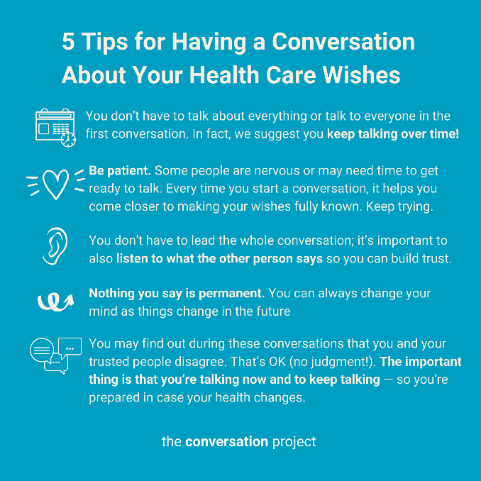 5 Tips for Having a Conversation
About Your Health Care Wishes
You don't have to talk about everything or talk to everyone in the
first conversation. In fact, we suggest you keep talking over time!
Be patient. Some people are nervous or may need time to get
ready to talk. Every time you start a conversation, it helps you
come closer to making your wishes fully known. Keep trying.
You don't have to lead the whole conversation; it's important to
also listen to what the other person says so you can build trust.
Nothing you say is permanent. You can always change your
mind as things change in the future
You may find out during these conversations that you and your
trusted people disagree. That's OK (no judgment!). The important
thing is that you're talking now and to keep talking — so you're
prepared in case your health changes.
the conversation project